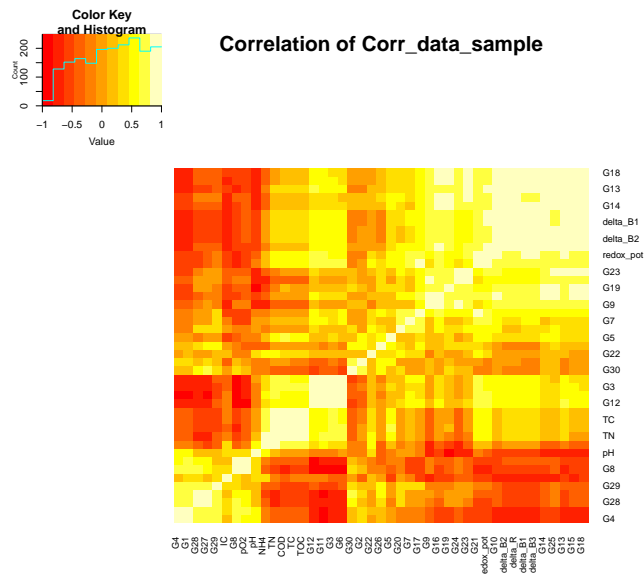 Color Key
and Histogram
Correlation of Corr_data_sample
Count
0 100 200
−1 −0.5 0 0.5 1
Value
G18
G13
G14
delta_B1
delta_B2
redox_pot
G23
G19
G9
G7
G5
G22
G30
G3
G12
TC
TN
pH
G8
G29
G28
G4
G4
G1
G28
G27
G29
IC
G8
pO2
pH
NH4
TN
COD
TC
TOC
G12
G11
G3
G6
G30
G2
G22
G26
G5
G20
G7
G17
G9
G16
G19
G24
G23
G21
redox_pot
G10
delta_B2
delta_R
delta_B1
delta_B3
G14
G25
G13
G15
G18